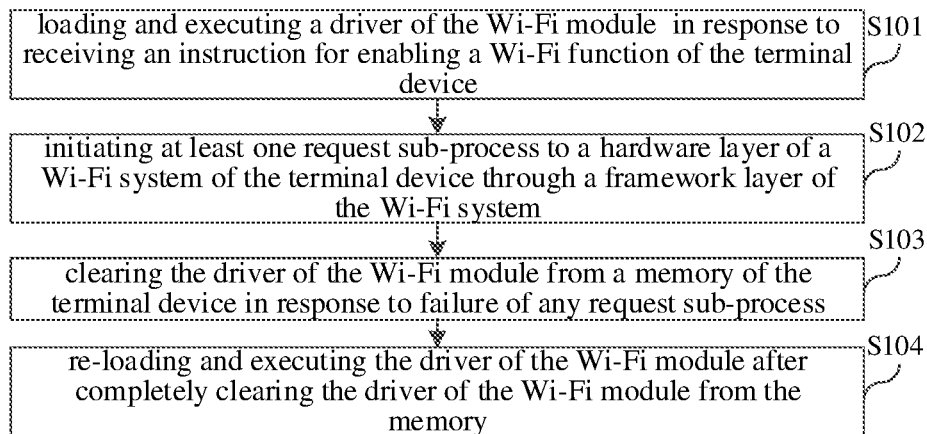 loading and executing a driver of the Wi-Fi module in response to
S101
receiving an instruction for enabling a Wi-Fi function of the terminal
device
S102
initiating at least one request sub-process to a hardware layer of a
Wi-Fi system of the terminal device through a framework layer of
the Wi-Fi system
S103
clearing the driver of the Wi-Fi module from a memory of the
terminal device in response to failure of any request sub-process
S104
re-loading and executing the driver of the Wi-Fi module after
completely clearing the driver of the Wi-Fi module from the
memory